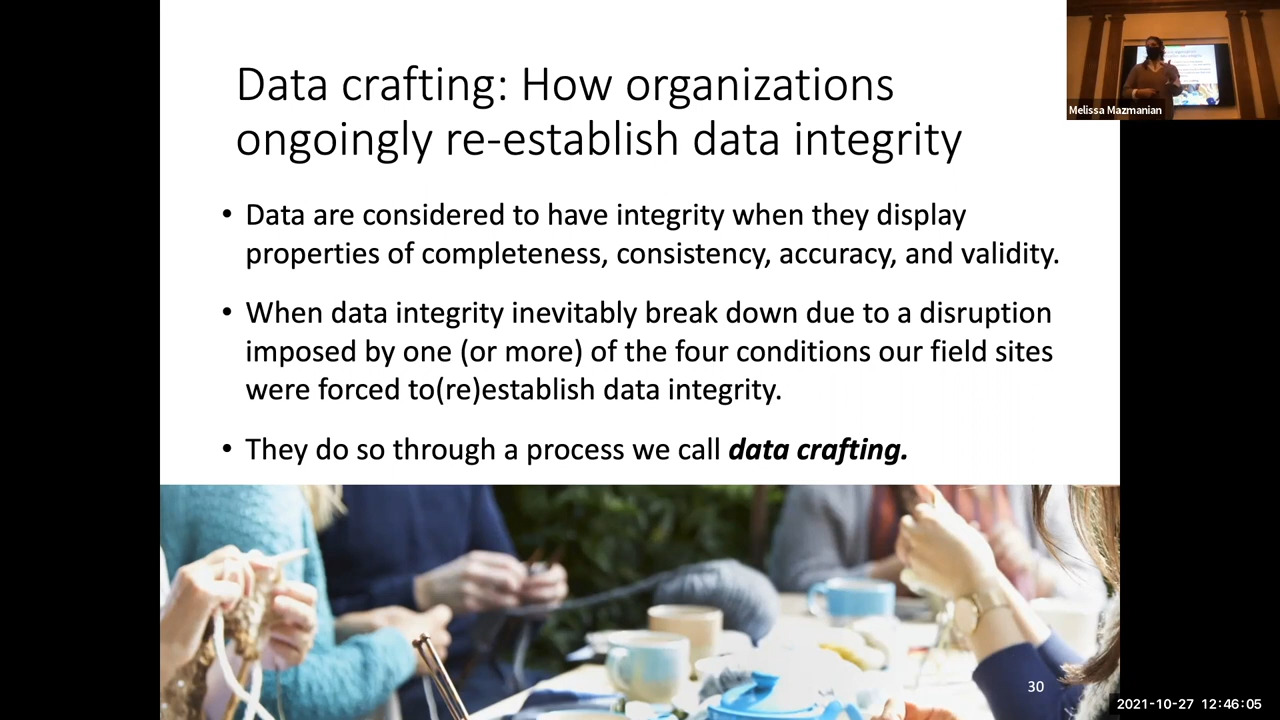 Data crafting: How organizations
ongoingly re-establish data integrity
• Data are considered to have integrity when they display
properties of completeness, consistency, accuracy, and validity.
• When data integrity inevitably break down due to a disruption
imposed by one (or more) of the four conditions our field sites
were forced to(re)establish data integrity.
• They do so through a process we call data crafting.
30
Melissa Mazmanian
2021-10-27 12:46:05